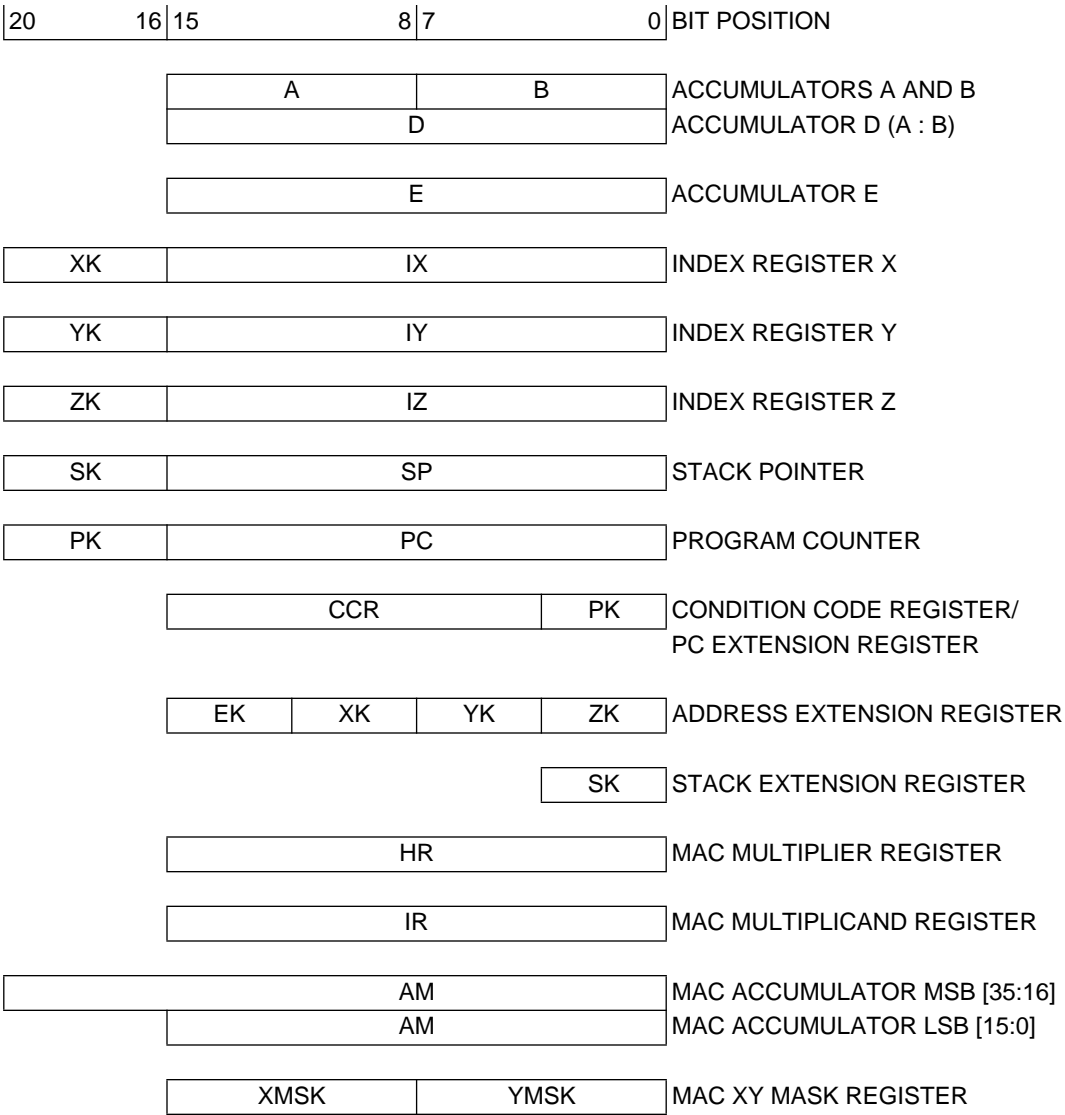 20 16 15 8 7 0 BIT POSITION
A B ACCUMULATORS A AND B
D ACCUMULATOR D (A : B)
E ACCUMULATOR E
XK IX INDEX REGISTER X
YK IY INDEX REGISTER Y
ZK IZ INDEX REGISTER Z
SK SP STACK POINTER
PK PC PROGRAM COUNTER
CCR PK CONDITION CODE REGISTER/
PC EXTENSION REGISTER
EK XK YK ZK ADDRESS EXTENSION REGISTER
SK STACK EXTENSION REGISTER
HR MAC MULTIPLIER REGISTER
IR MAC MULTIPLICAND REGISTER
AM MAC ACCUMULATOR MSB [35:16]
AM MAC ACCUMULATOR LSB [15:0]
XMSK YMSK MAC XY MASK REGISTER